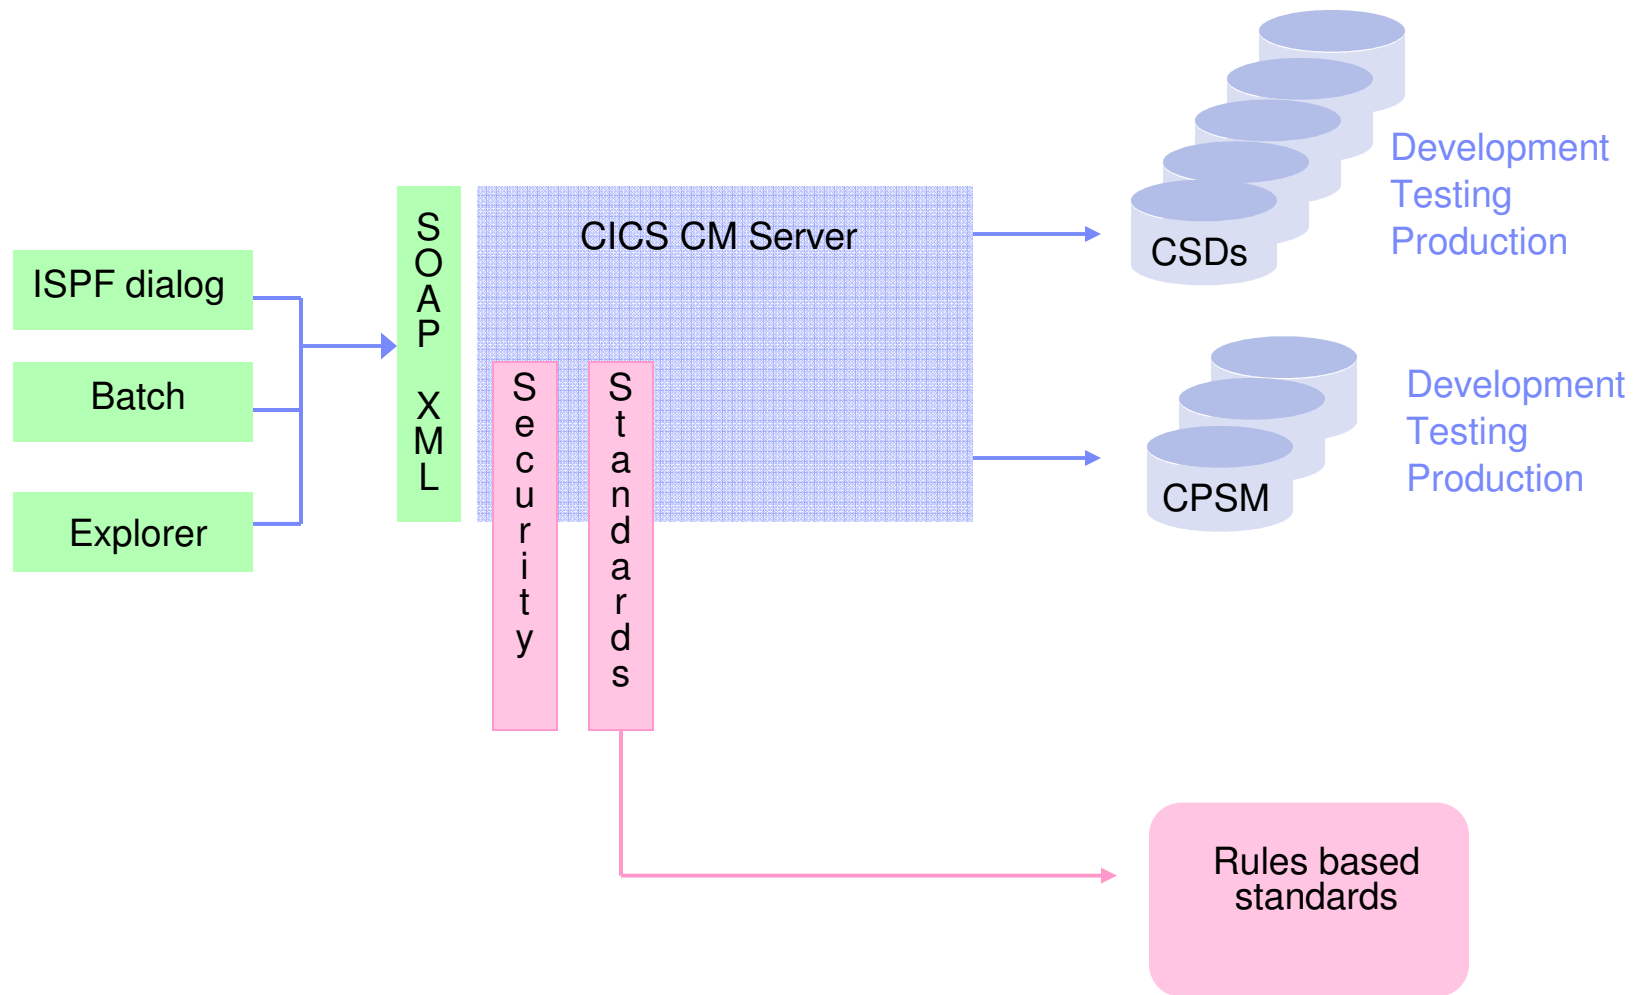 ISPF dialog
Batch
Explorer
SOAP XML
CICS CM Server
Security
Standards
CSDs
Development
Testing
Production
CPSM
Development
Testing
Production
Rules based
standards